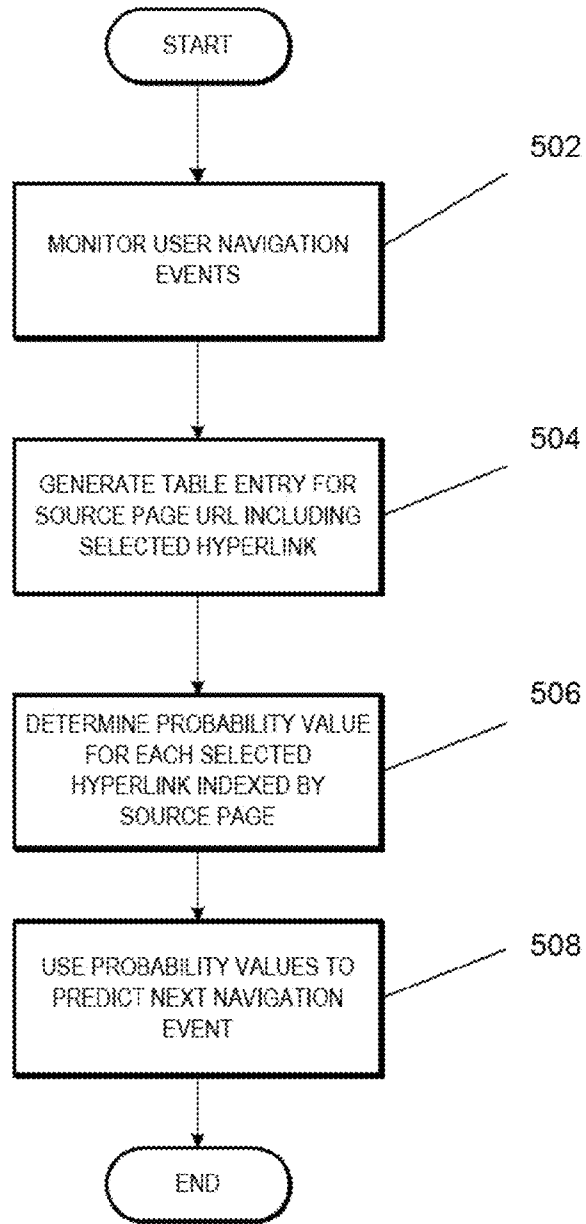 START
502
MONITOR USER NAVIGATION
EVENTS
504
GENERATE TABLE ENTRY FOR
SOURCE PAGE URL INCLUDING
SELECTED HYPERLINK
506
DETERMINE PROBABILITY VALUE
FOR EACH SELECTED
HYPERLINK INDEXED BY
SOURCE PAGE
508
USE PROBABILITY VALUES TO
PREDICT NEXT NAVIGATION
EVENT
END